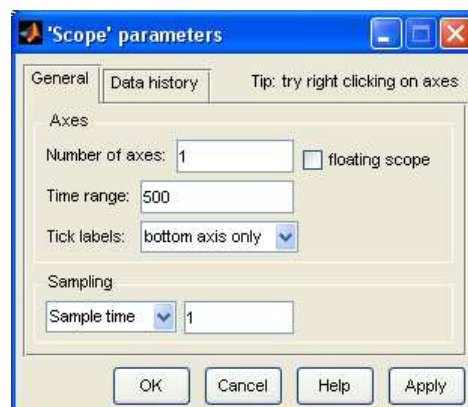 'Scope' parameters
General Data history Tip: try right clicking on axes
Axes
Number of axes: 1 floating scope
Time range: 500
Tick labels: bottom axis only
Sampling
Sample time 1
OK Cancel Help Apply